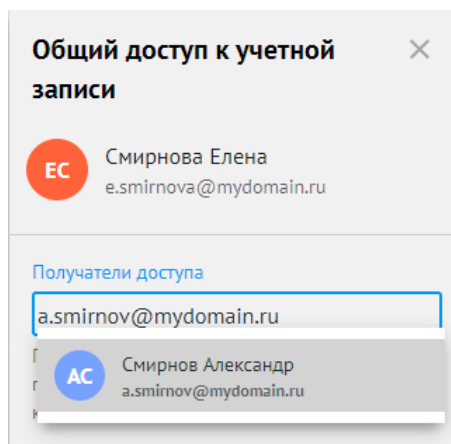 Общий доступ к учетной
записи
ЕС
Смирнова Елена
e.smirnova@mydomain.ru
Получатели доступа
a.smirnov@mydomain.ru
АС
Смирнов Александр
a.smirnov@mydomain.ru